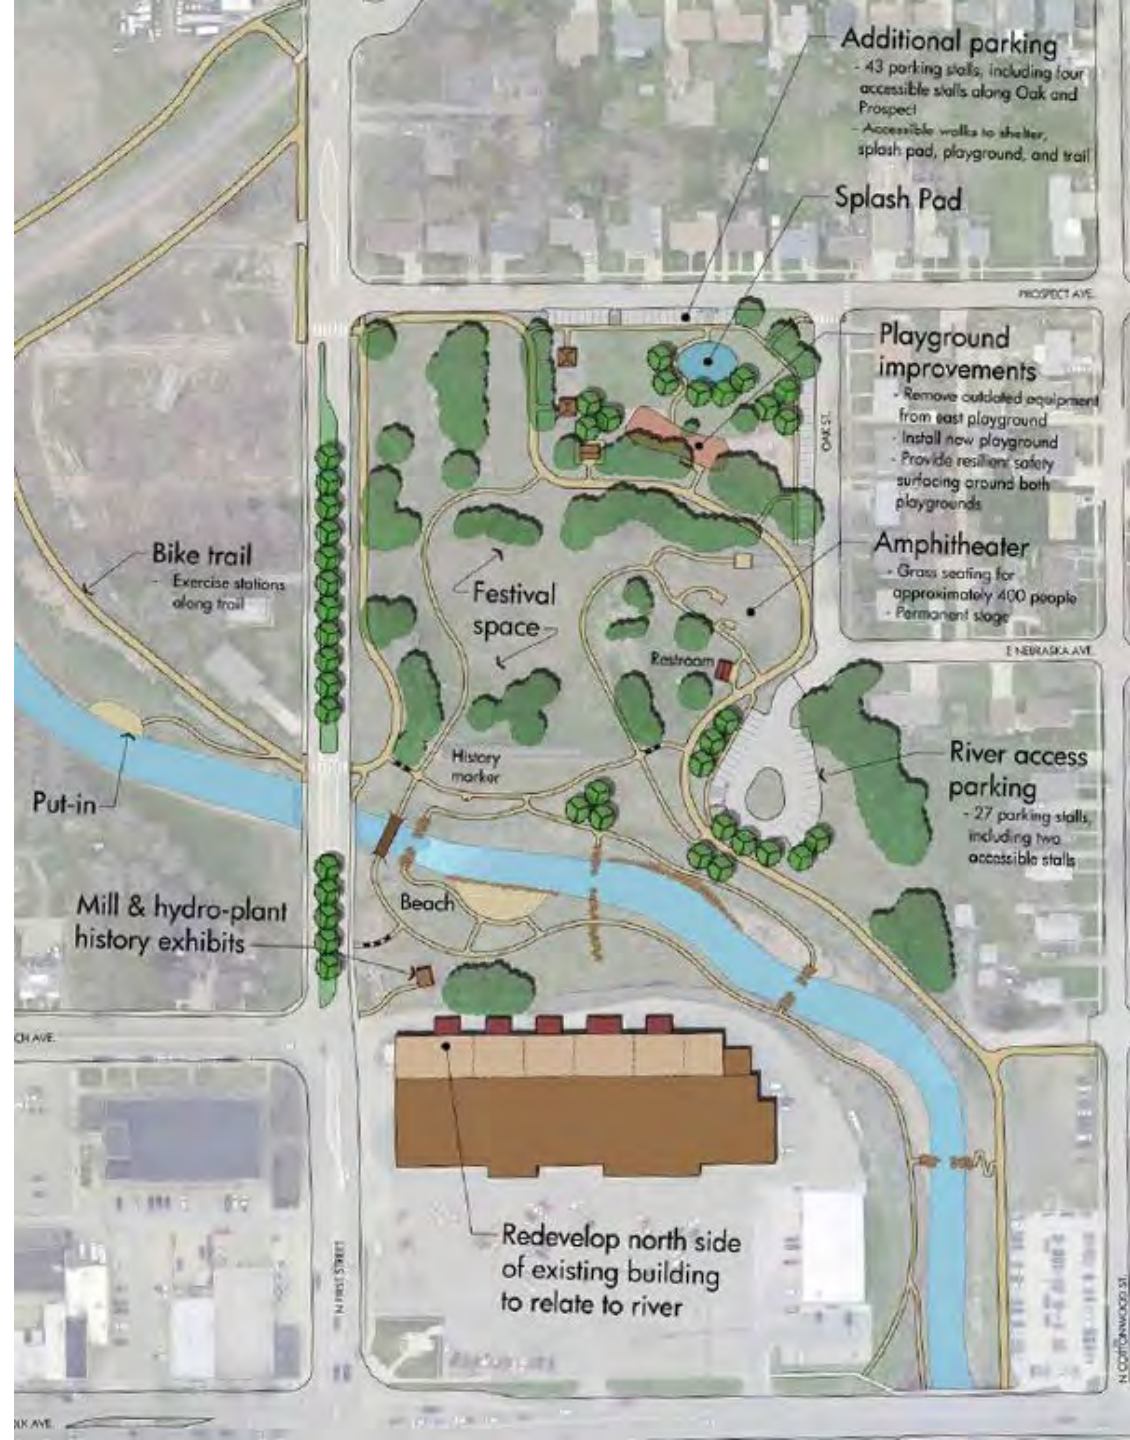 Additional parking
- 43 parking stalls, including four
accessible stalls along Oak and
Prospect
- Accessible walks to shelter,
splash pad, playground, and trail
Splash Pad
PROSPECT AVE.
Playground
improvements
- Remove outdated equipment
from east playground
- Install new playground
- Provide resilient safety
surfacing around both
playgrounds
OAK ST.
Amphitheater
- Grass seating for
approximately 400 people
- Permanent stage
Bike trail
- Exercise stations
along trail
Festival
space
Restroom
E NEBRASKA AVE.
History
marker
River access
parking
- 27 parking stalls,
including two
accessible stalls
Put-in
Beach
Mill & hydro-plant
history exhibits
CH AVE.
Redevelop north side
of existing building
to relate to river
N FIRST STREET
N COTTONWOOD ST.
LK AVE.